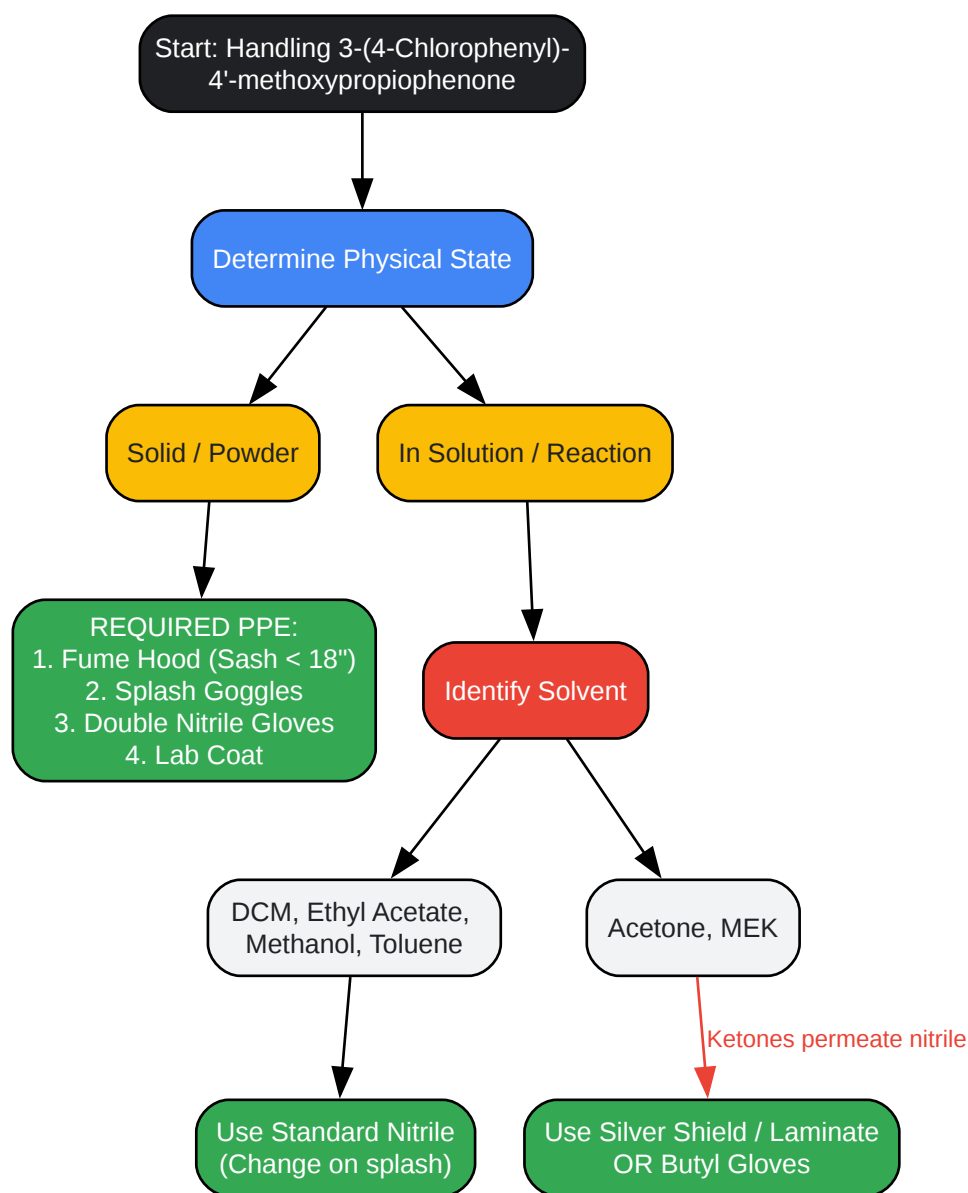 Start: Handling 3-(4-Chlorophenyl)-
4'-methoxypropiophenone
Determine Physical State
Solid / Powder
In Solution / Reaction
REQUIRED PPE:
1. Fume Hood (Sash < 18")
2. Splash Goggles
3. Double Nitrile Gloves
4. Lab Coat
Identify Solvent
DCM, Ethyl Acetate,
Methanol, Toluene
Acetone, MEK
Ketones permeate nitrile
Use Standard Nitrile
(Change on splash)
Use Silver Shield / Laminate
OR Butyl Gloves